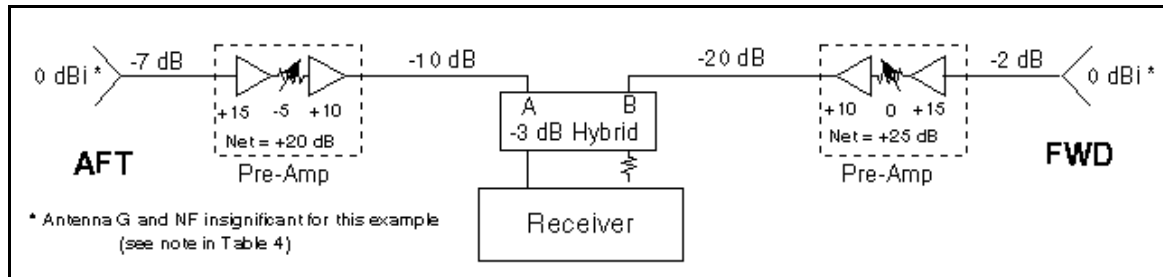 0 dBi *
-7 dB
+15 -5 +10
Net = +20 dB
Pre-Amp
AFT
-10 dB
A B
-3 dB Hybrid
Receiver
-20 dB
+10 0 +15
Net = +25 dB
Pre-Amp
-2 dB
0 dBi *
FWD
* Antenna G and NF insignificant for this example
(see note in Table 4)